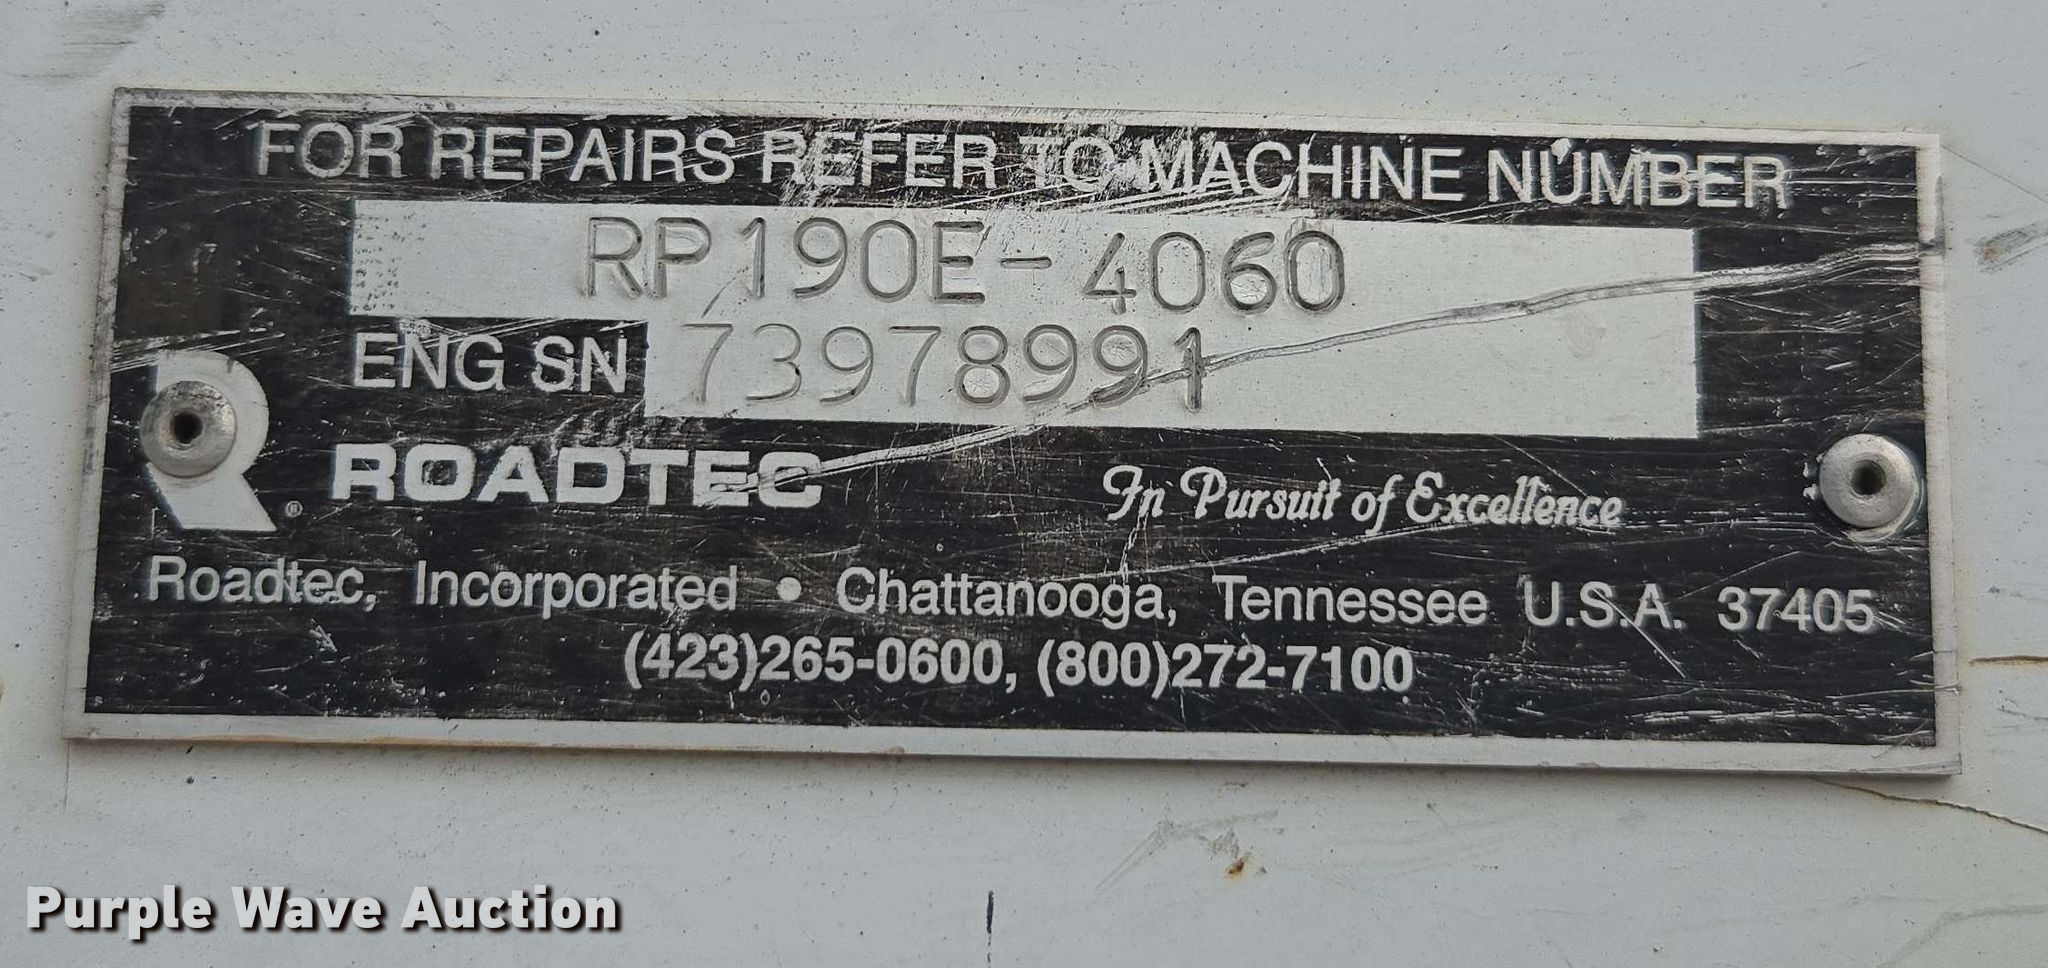 FOR REPAIRS REFER TO MACHINE NUMBER
RP190E-4060
ENG SN 73978991
R® ROADTEC In Pursuit of Excellence
Roadtec, Incorporated • Chattanooga, Tennessee U.S.A. 37405
(423)265-0600, (800)272-7100
Purple Wave Auction